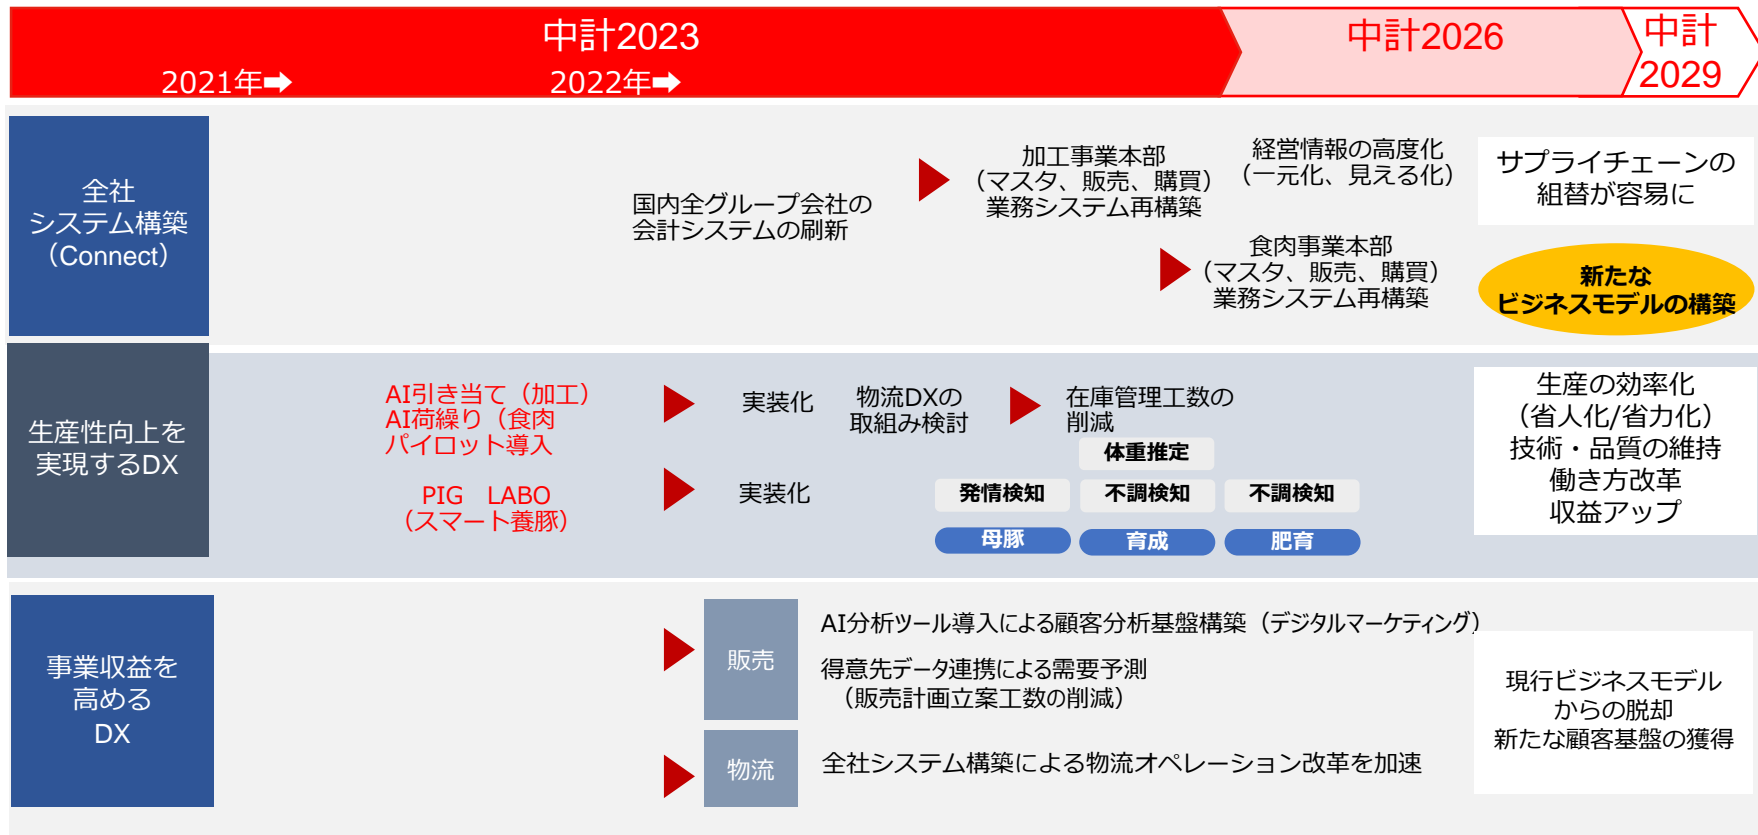 中計2023
2021年➡
2022年➡
中計2026
中計
2029
全社
システム構築
（Connect）
国内全グループ会社の
会計システムの刷新
加工事業本部
（マスタ、販売、購買）
業務システム再構築
経営情報の高度化
（一元化、見える化）
食肉事業本部
（マスタ、販売、購買）
業務システム再構築
サプライチェーンの
組替が容易に
新たな
ビジネスモデルの構築
生産性向上を
実現するDX
AI引き当て（加工）
AI荷繰り（食肉
パイロット導入
実装化
物流DXの
取組み検討
在庫管理工数の
削減
PIG　LABO
（スマート養豚）
実装化
体重推定
発情検知
不調検知
不調検知
母豚
育成
肥育
生産の効率化
（省人化/省力化）
技術・品質の維持
働き方改革
収益アップ
事業収益を
高める
DX
販売
AI分析ツール導入による顧客分析基盤構築（デジタルマーケティング）
得意先データ連携による需要予測
（販売計画立案工数の削減）
物流
全社システム構築による物流オペレーション改革を加速
現行ビジネスモデル
からの脱却
新たな顧客基盤の獲得